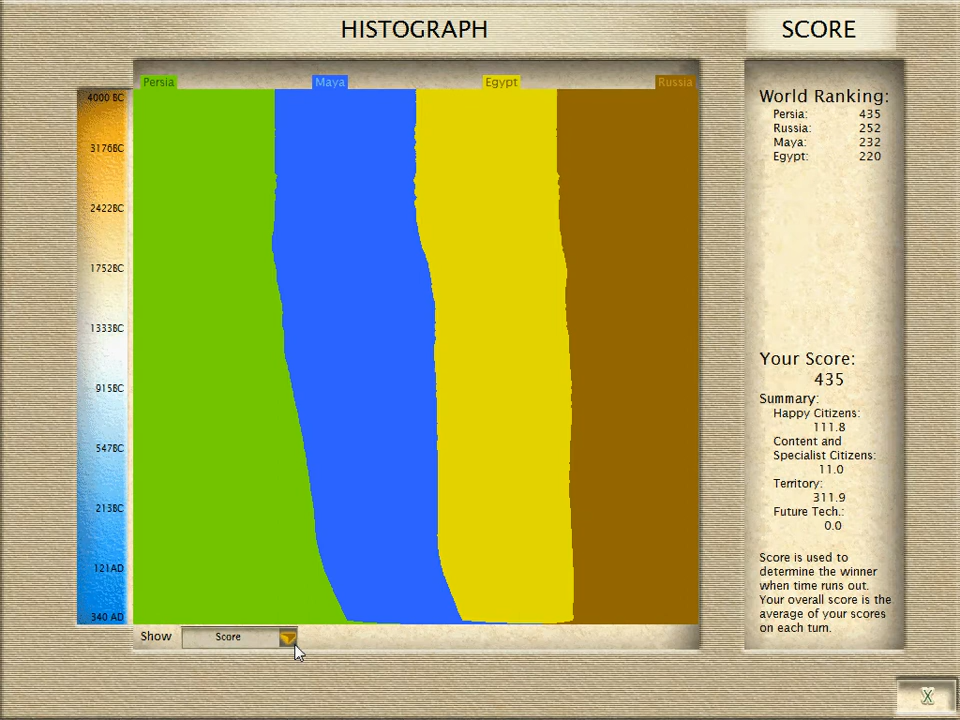 HISTOGRAPH
SCORE
Persia
Maya
Egypt
Russia
4000 BC
3176BC
2422BC
1752BC
1333BC
915BC
547BC
213BC
121AD
340 AD
Show
Score
World Ranking:
Persia: 435
Russia: 252
Maya: 232
Egypt: 220
Your Score:
435
Summary:
Happy Citizens:
111.8
Content and
Specialist Citizens:
11.0
Territory:
311.9
Future Tech.:
0.0
Score is used to
determine the winner
when time runs out.
Your overall score is the
average of your scores
on each turn.
X